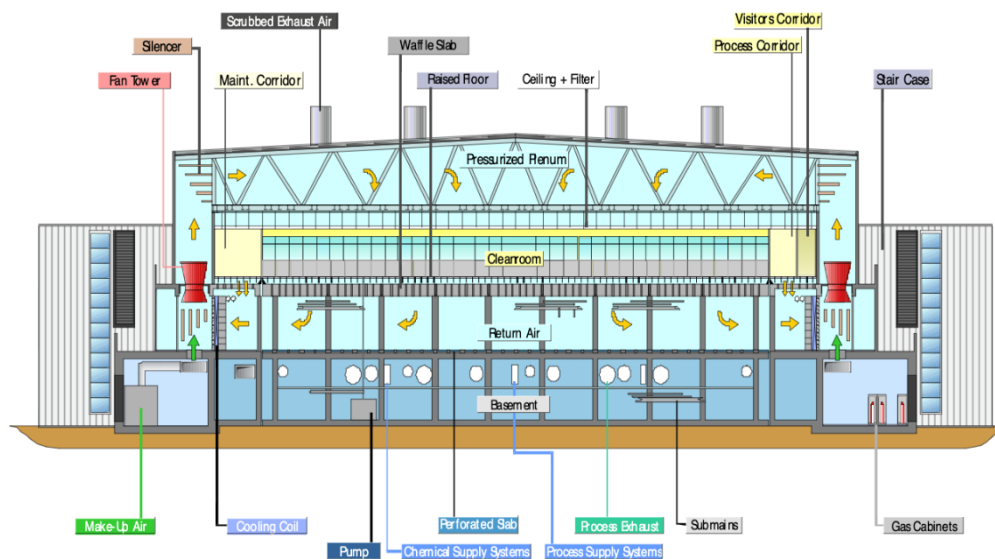 Scrubbed Exhaust Air
Visitors Corridor
Silencer
Waffle Slab
Process Corridor
Fan Tower
Maint. Corridor
Raised Floor
Ceiling + Filter
Stair Case
Pressurized Plenum
Cleanroom
Return Air
Basement
Make-Up Air
Cooling Coil
Perforated Slab
Process Exhaust
Submains
Gas Cabinets
Pump
Chemical Supply Systems
Process Supply Systems